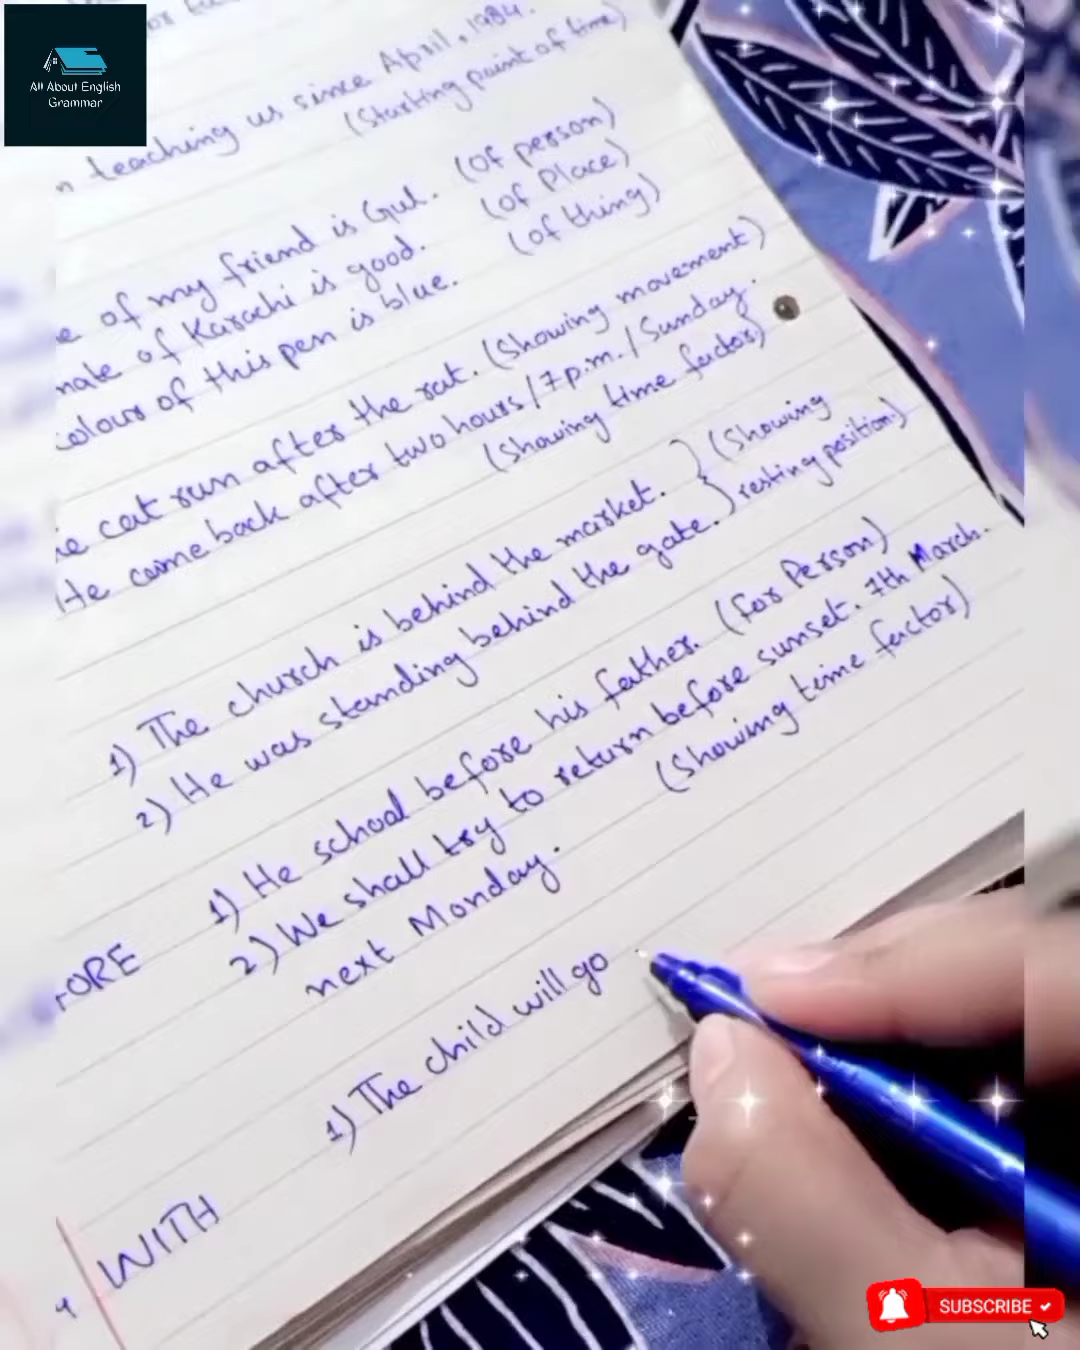 All About English
Grammar
teaching us since April, 1984.
(Starting point of time)
of my friend is Gul. (Of person)
of Karachi is good. (of Place)
colour of this pen is blue. (of thing)
cat run after the rat. (Showing movement)
He came back after two hours/7p.m./Sunday.
(Showing time factor)
1) The church is behind the market. } (Showing
2) He was standing behind the gate. } resting position)
1) He school before his father. (for Person)
2) We shall try to return before sunset. 7th March.
next Monday. (Showing time factor)
1) The child will go
WITH
SUBSCRIBE